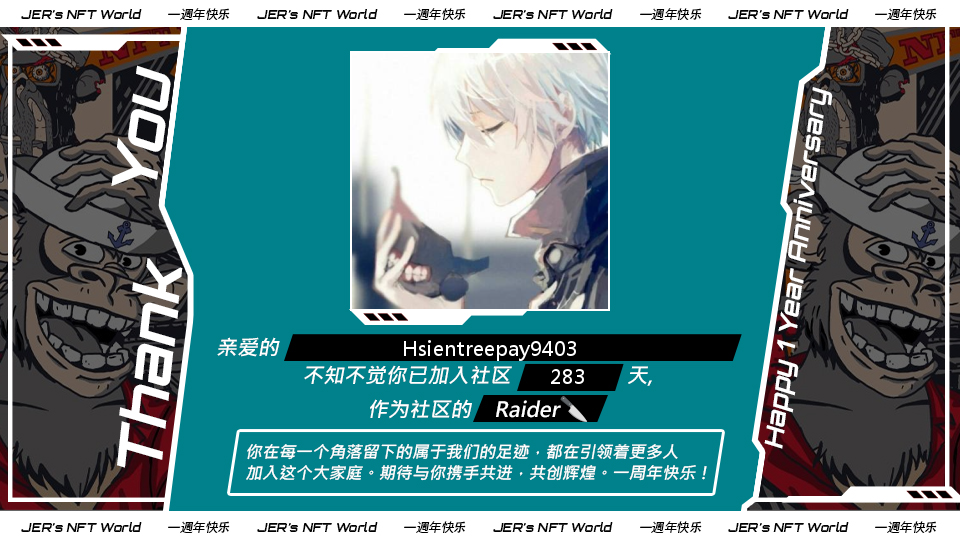 JER's NFT World 一週年快乐 JER's NFT World 一週年快乐 JER's NFT World 一週年快乐 JER's NFT World 一週年快乐
Thank You
亲爱的 Hsientreepay9403
不知不觉你已加入社区 283 天,
作为社区的 Raider
你在每一个角落留下的属于我们的足迹，都在引领着更多人
加入这个大家庭。期待与你携手共进，共创辉煌。一周年快乐！
Happy 1 Year Anniversary
JER's NFT World 一週年快乐 JER's NFT World 一週年快乐 JER's NFT World 一週年快乐 JER's NFT World 一週年快乐